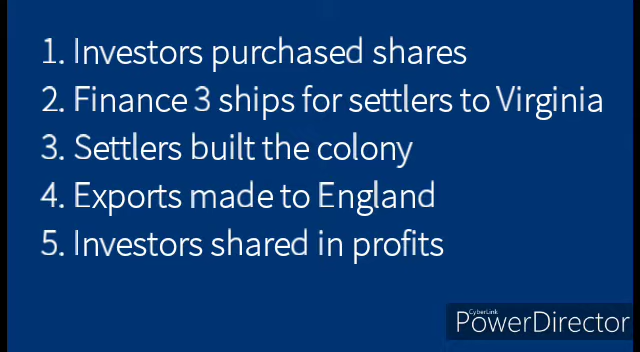 1. Investors purchased shares
2. Finance 3 ships for settlers to Virginia
3. Settlers built the colony
4. Exports made to England
5. Investors shared in profits
CyberLink
PowerDirector